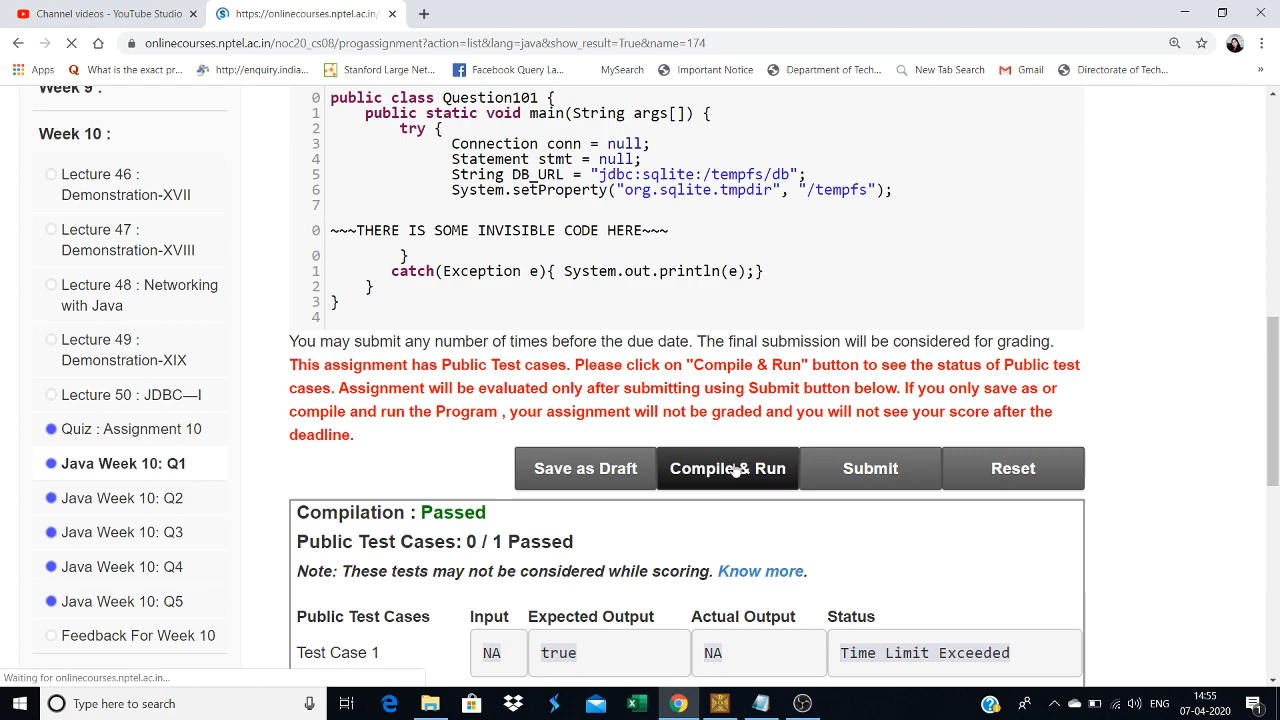 Channel videos - YouTube Studio
https://onlinecourses.nptel.ac.in/
onlinecourses.nptel.ac.in/noc20_cs08/progassignment?action=list&lang=java&show_result=True&name=174
Apps
What is the exact pr...
http://enquiry.india...
Stanford Large Net...
Facebook Query La...
MySearch
Important Notice
Department of Tech...
New Tab Search
Gmail
Directorate of Tech...
»
Week 9 :
Week 10 :
Lecture 46 :
Demonstration-XVII
Lecture 47 :
Demonstration-XVIII
Lecture 48 : Networking
with Java
Lecture 49 :
Demonstration-XIX
Lecture 50 : JDBC—I
Quiz : Assignment 10
Java Week 10: Q1
Java Week 10: Q2
Java Week 10: Q3
Java Week 10: Q4
Java Week 10: Q5
Feedback For Week 10
0 public class Question101 {
1 public static void main(String args[]) {
2 try {
3 Connection conn = null;
4 Statement stmt = null;
5 String DB_URL = "jdbc:sqlite:/tempfs/db";
6 System.setProperty("org.sqlite.tmpdir", "/tempfs");
7
0 ~~~THERE IS SOME INVISIBLE CODE HERE~~~
0 }
1 catch(Exception e){ System.out.println(e);}
2 }
3 }
4
You may submit any number of times before the due date. The final submission will be considered for grading.
This assignment has Public Test cases. Please click on "Compile & Run" button to see the status of Public test
cases. Assignment will be evaluated only after submitting using Submit button below. If you only save as or
compile and run the Program , your assignment will not be graded and you will not see your score after the
deadline.
Save as Draft
Compile & Run
Submit
Reset
Compilation : Passed
Public Test Cases: 0 / 1 Passed
Note: These tests may not be considered while scoring. Know more.
Public Test Cases Input Expected Output Actual Output Status
Test Case 1 NA true NA Time Limit Exceeded
Waiting for onlinecourses.nptel.ac.in...
Type here to search
ENG
14:55
07-04-2020